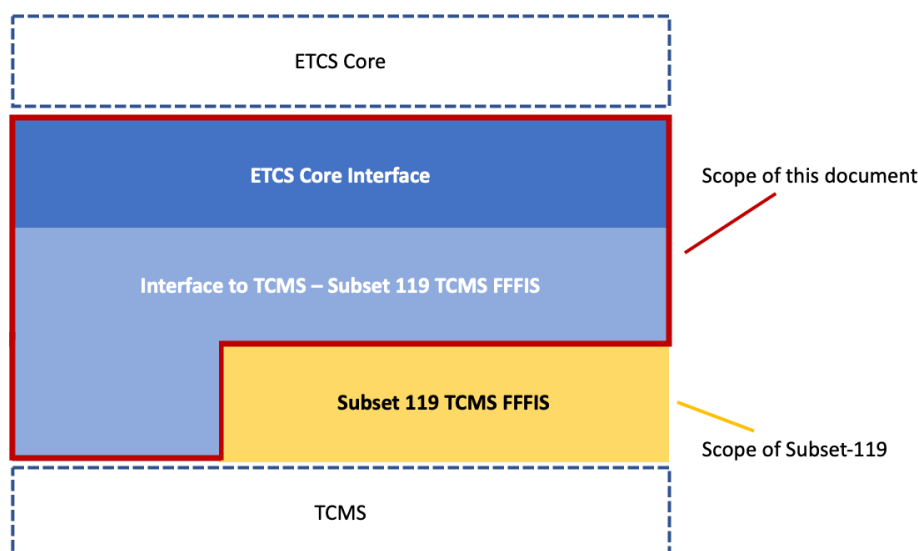 ETCS Core
ETCS Core Interface
Scope of this document
Interface to TCMS – Subset 119 TCMS FFFIS
Subset 119 TCMS FFFIS
Scope of Subset-119
TCMS